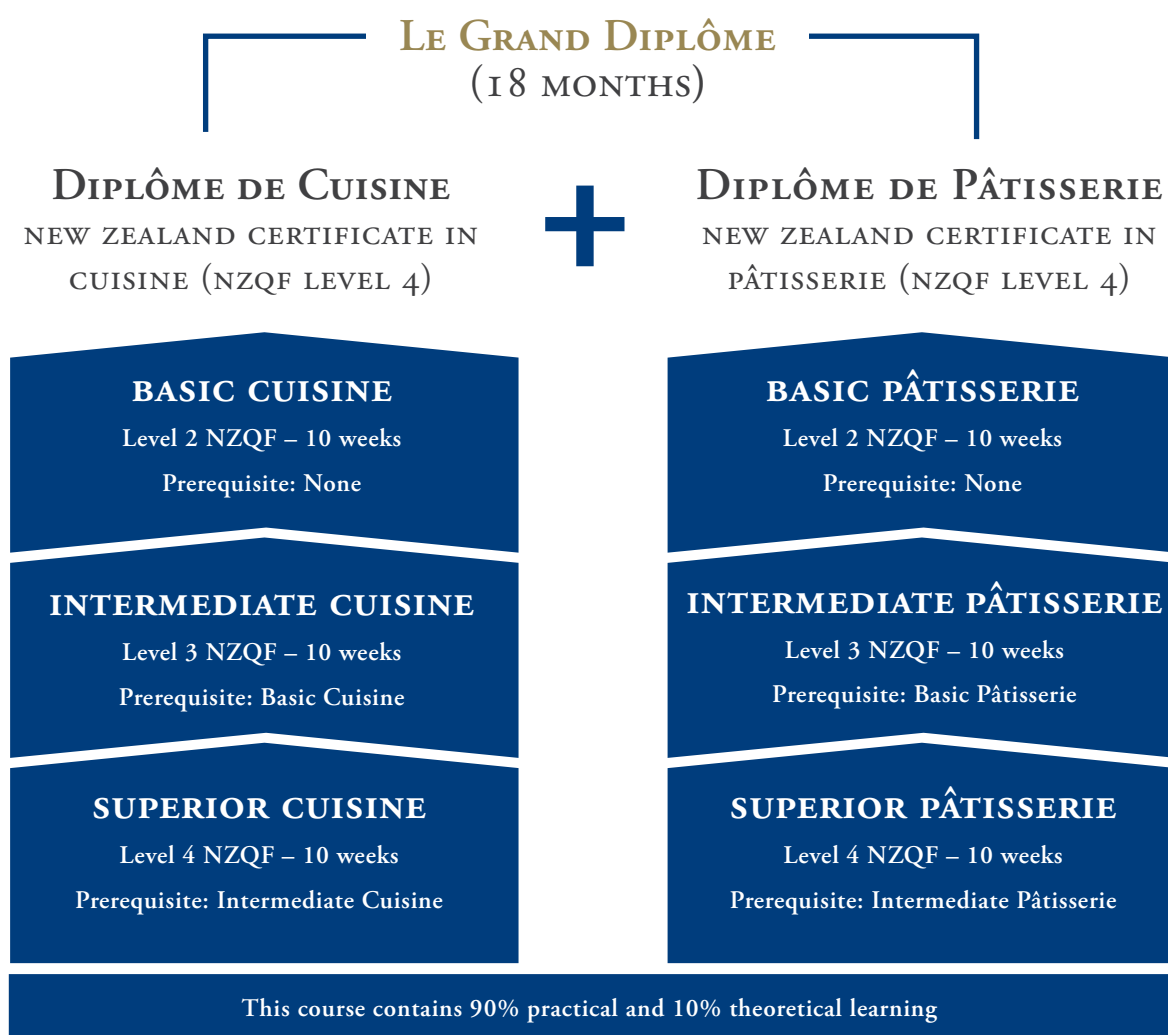 Le Grand Diplôme
(18 months)
Diplôme de Cuisine
new zealand certificate in
cuisine (nzqf level 4)
+
Diplôme de Pâtisserie
new zealand certificate in
pâtisserie (nzqf level 4)
basic cuisine
Level 2 NZQF – 10 weeks
Prerequisite: None
intermediate cuisine
Level 3 NZQF – 10 weeks
Prerequisite: Basic Cuisine
superior cuisine
Level 4 NZQF – 10 weeks
Prerequisite: Intermediate Cuisine
basic pâtisserie
Level 2 NZQF – 10 weeks
Prerequisite: None
intermediate pâtisserie
Level 3 NZQF – 10 weeks
Prerequisite: Basic Pâtisserie
superior pâtisserie
Level 4 NZQF – 10 weeks
Prerequisite: Intermediate Pâtisserie
This course contains 90% practical and 10% theoretical learning